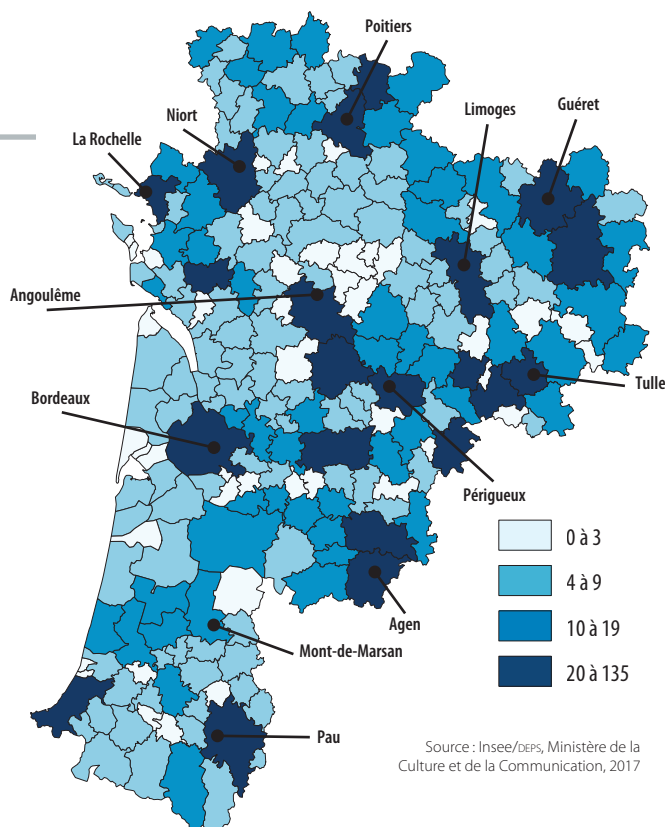 Poitiers
Limoges
Guéret
Niort
La Rochelle
Angoulême
Bordeaux
Tulle
Périgueux
0 à 3
4 à 9
10 à 19
20 à 135
Agen
Mont-de-Marsan
Pau
Source : Insee/DEPS, Ministère de la
Culture et de la Communication, 2017